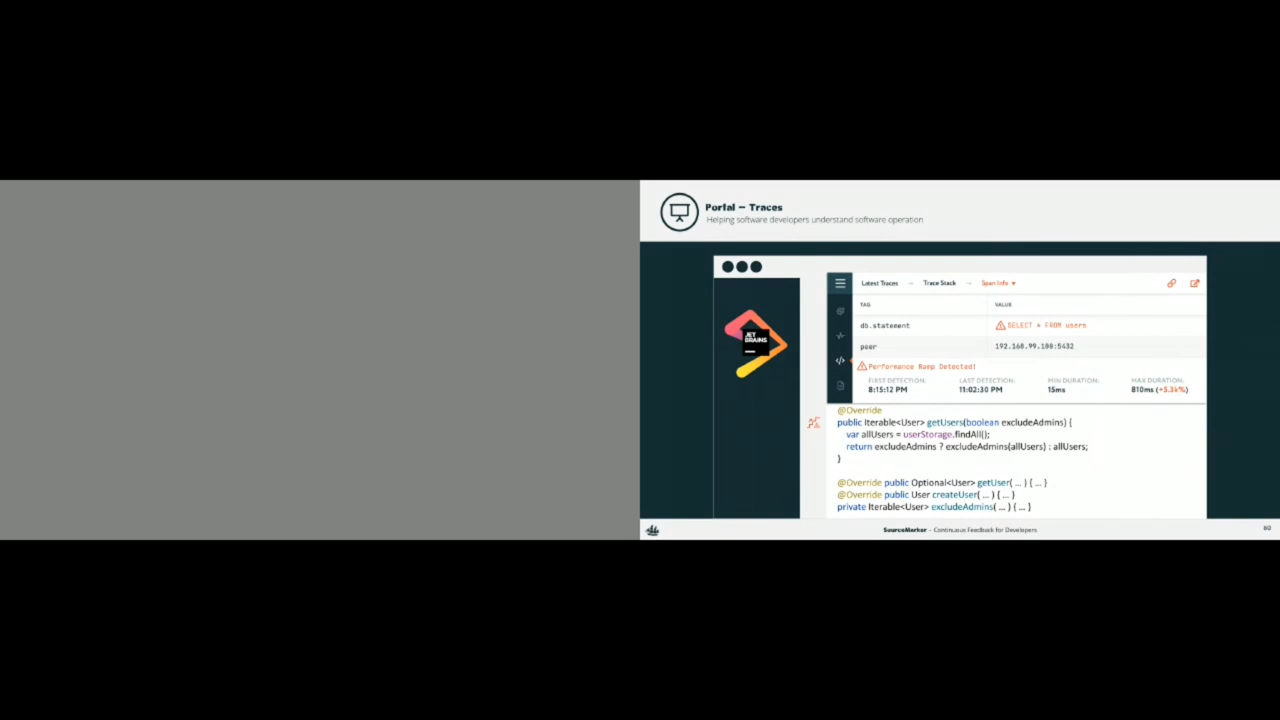 Portal – Traces
Helping software developers understand software operation
Latest Traces → Trace Stack → Span Info ▾
TAG VALUE
db.statement SELECT * FROM users
peer 192.168.99.100:5432
Performance Ramp Detected!
FIRST DETECTION: LAST DETECTION: MIN DURATION: MAX DURATION:
8:15:12 PM 11:02:30 PM 15ms 810ms (+5.3k%)
JET
BRAINS
@Override
public Iterable<User> getUsers(boolean excludeAdmins) {
var allUsers = userStorage.findAll();
return excludeAdmins ? excludeAdmins(allUsers) : allUsers;
}
@Override public Optional<User> getUser( ... ) { ... }
@Override public User createUser( ... ) { ... }
private Iterable<User> excludeAdmins( ... ) { ... }
SourceMarker – Continuous Feedback for Developers